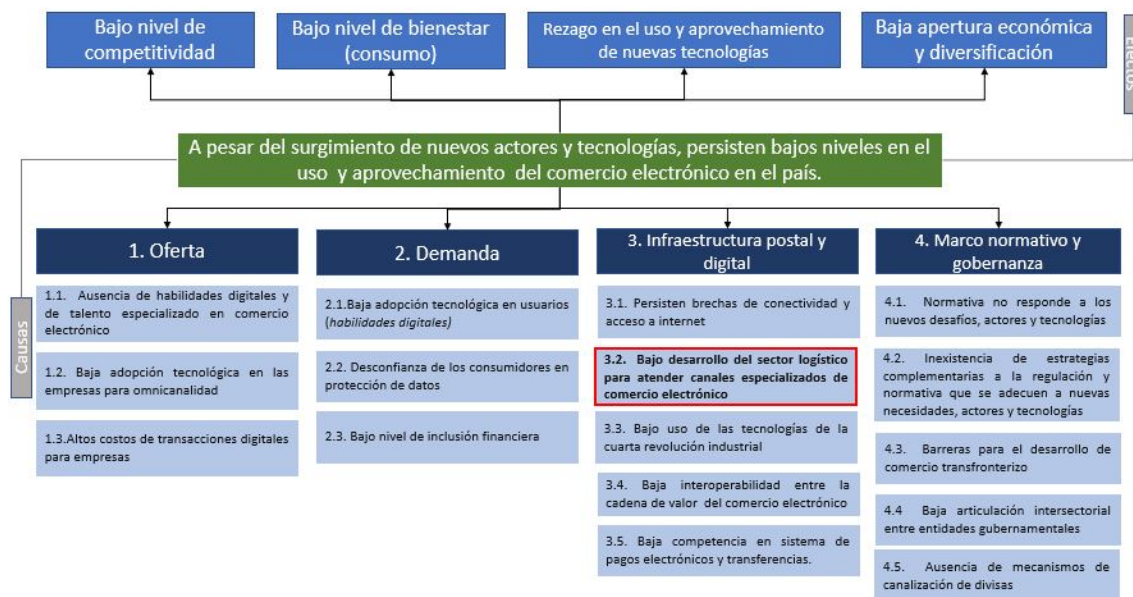 Bajo nivel de
competitividad
Bajo nivel de bienestar
(consumo)
Rezago en el uso y aprovechamiento
de nuevas tecnologías
Baja apertura económica
y diversificación
Efectos
A pesar del surgimiento de nuevos actores y tecnologías, persisten bajos niveles en el
uso y aprovechamiento del comercio electrónico en el país.
Causas
1. Oferta
1.1. Ausencia de habilidades digitales y
de talento especializado en comercio
electrónico
1.2. Baja adopción tecnológica en las
empresas para omnicanalidad
1.3.Altos costos de transacciones digitales
para empresas
2. Demanda
2.1.Baja adopción tecnológica en usuarios
(habilidades digitales)
2.2. Desconfianza de los consumidores en
protección de datos
2.3. Bajo nivel de inclusión financiera
3. Infraestructura postal y
digital
3.1. Persisten brechas de conectividad y
acceso a internet
3.2. Bajo desarrollo del sector logístico
para atender canales especializados de
comercio electrónico
3.3. Bajo uso de las tecnologías de la
cuarta revolución industrial
3.4. Baja interoperabilidad entre la
cadena de valor del comercio electrónico
3.5. Baja competencia en sistema de
pagos electrónicos y transferencias.
4. Marco normativo y
gobernanza
4.1. Normativa no responde a los
nuevos desafíos, actores y tecnologías
4.2. Inexistencia de estrategias
complementarias a la regulación y
normativa que se adecuen a nuevas
necesidades, actores y tecnologías
4.3. Barreras para el desarrollo de
comercio transfronterizo
4.4 Baja articulación intersectorial
entre entidades gubernamentales
4.5. Ausencia de mecanismos de
canalización de divisas